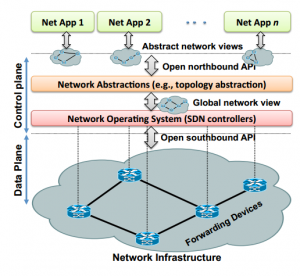 Net App 1
Net App 2
Net App n
Abstract network views
Open northbound API
Network Abstractions (e.g., topology abstraction)
Global network view
Network Operating System (SDN controllers)
Open southbound API
Control plane
Data Plane
Forwarding Devices
Network Infrastructure